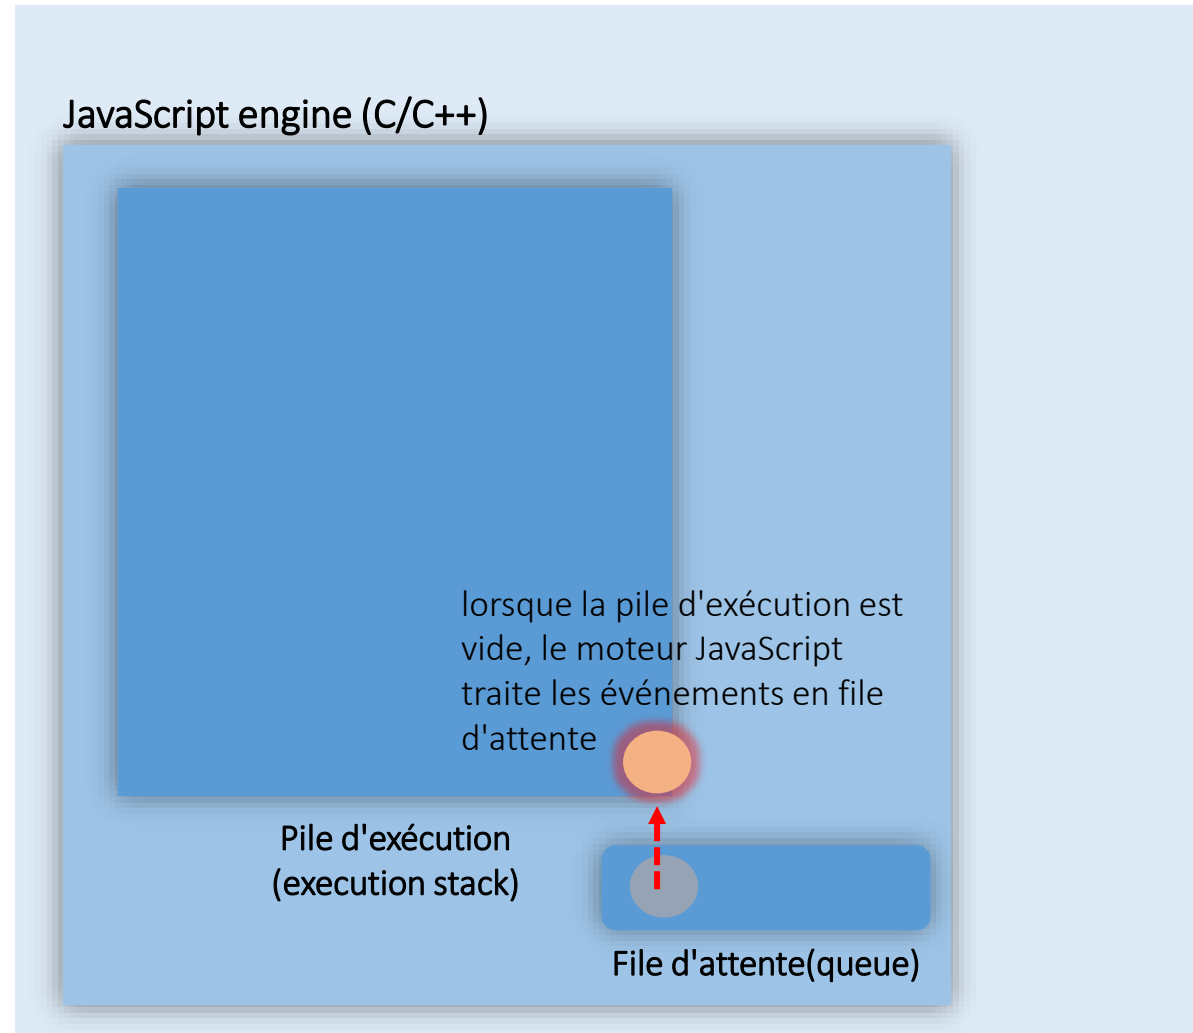 JavaScript engine (C/C++)
lorsque la pile d'exécution est
vide, le moteur JavaScript
traite les événements en file
d'attente
Pile d'exécution
(execution stack)
File d'attente(queue)